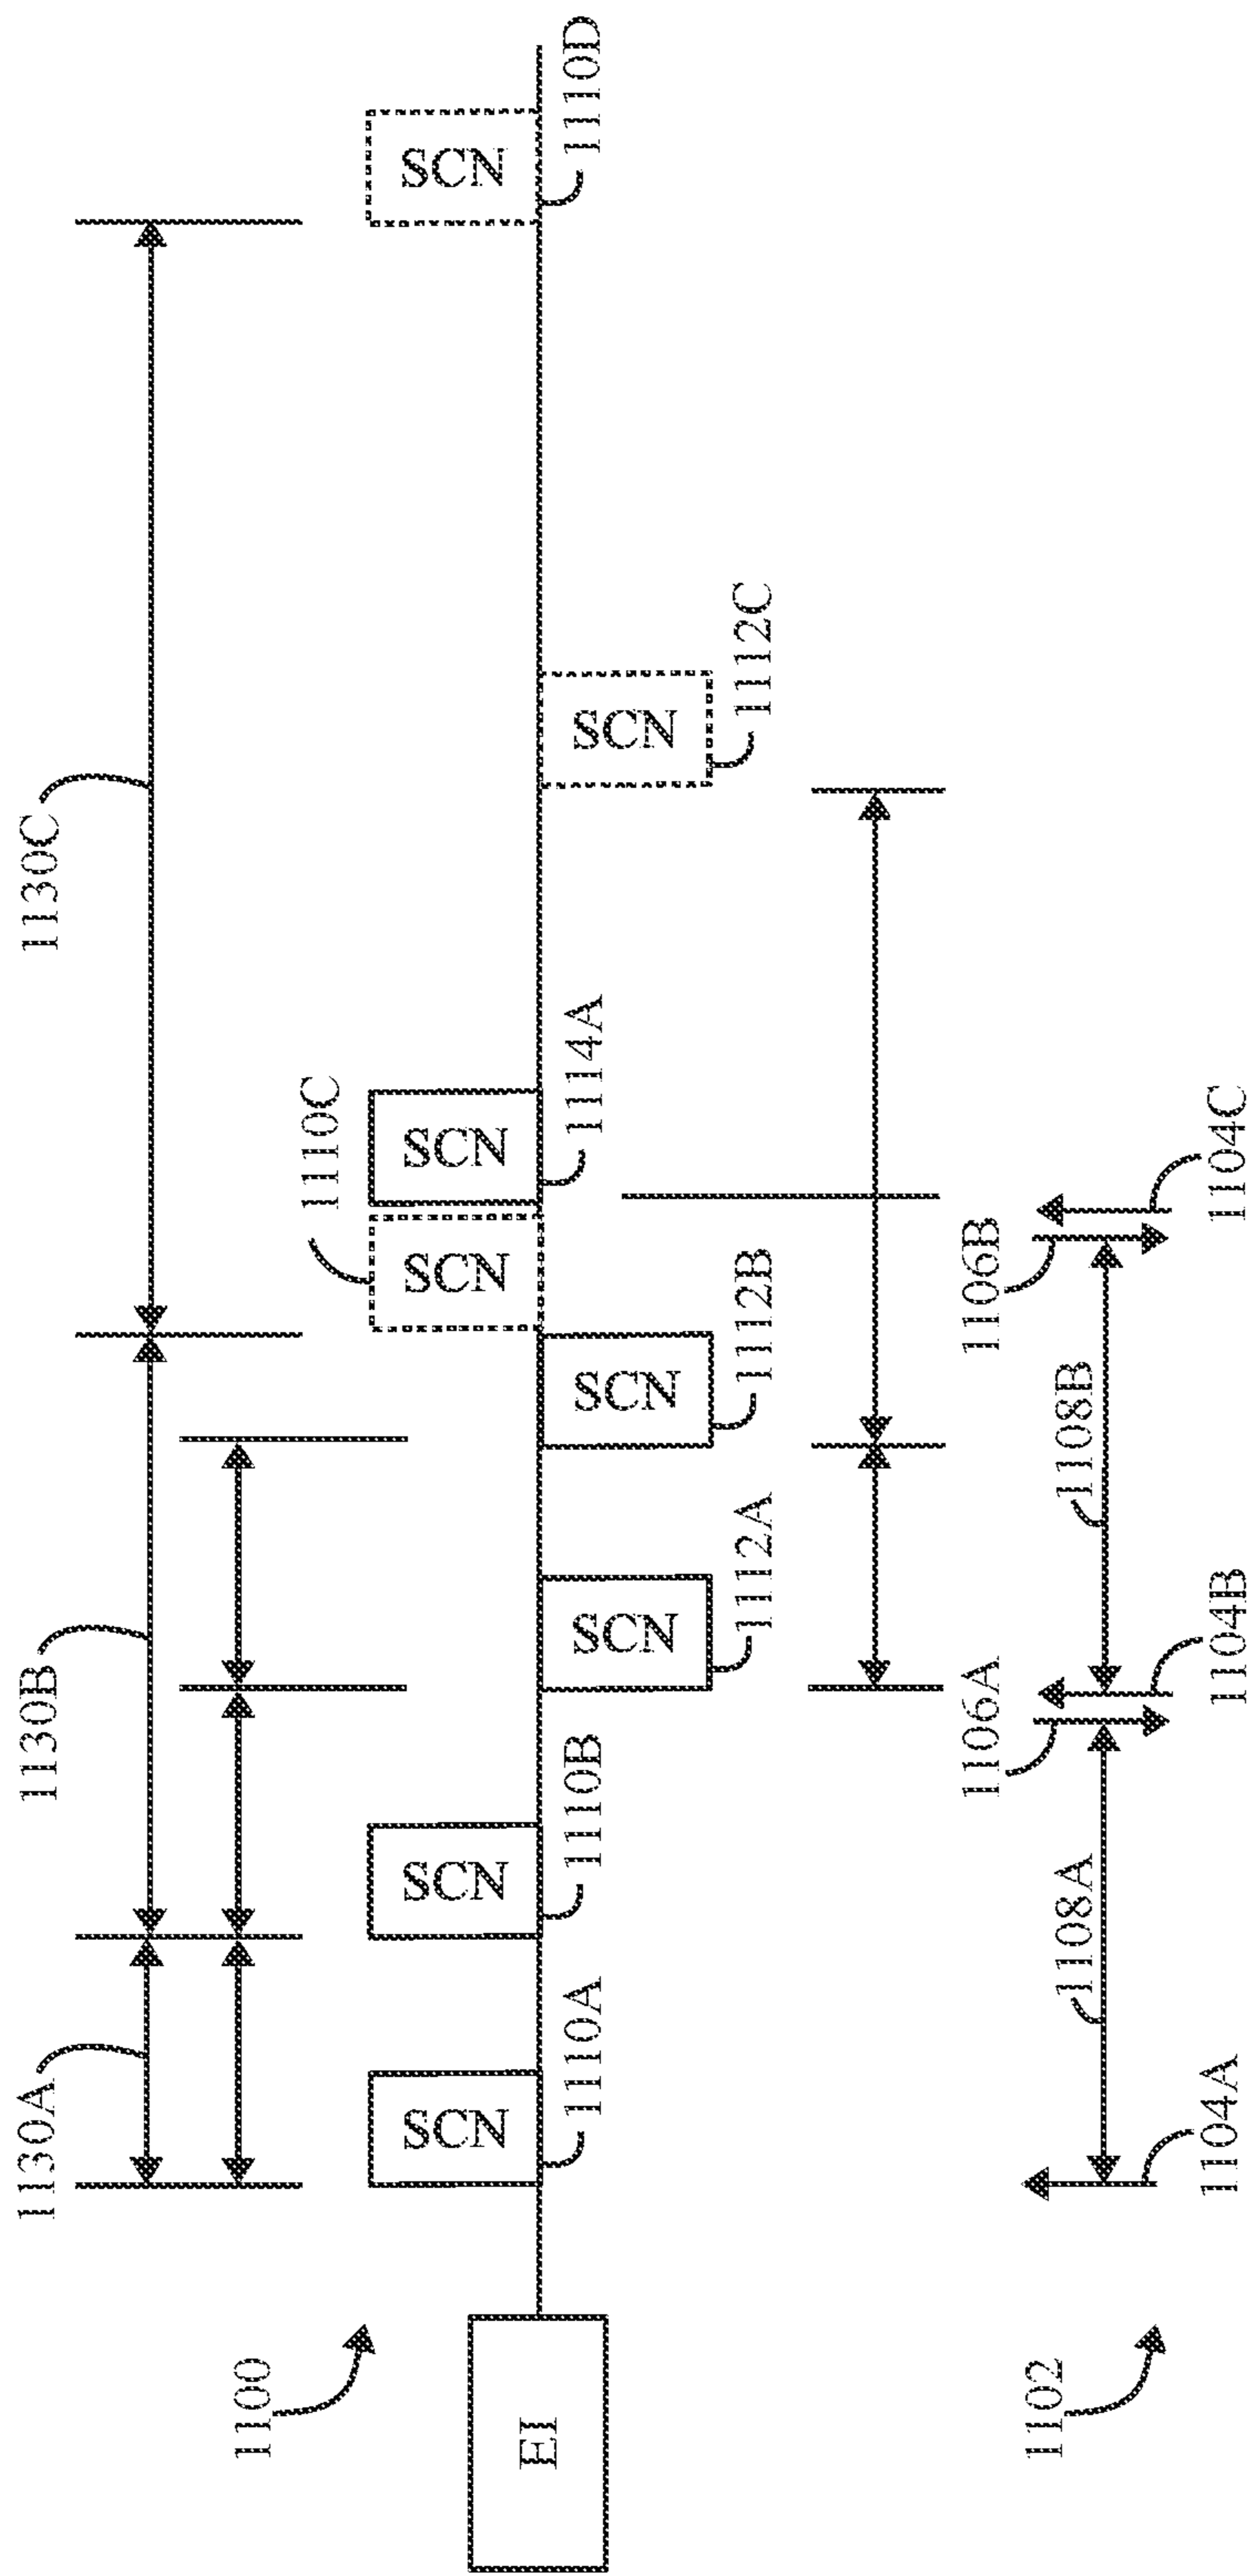 1130A
1130B
1130C
1100
EI
SCN
1110A
SCN
1110B
SCN
1112A
SCN
1112B
SCN
1110C
SCN
1114A
SCN
1112C
SCN
1110D
1102
1104A
1108A
1106A
1104B
1108B
1106B
1104C